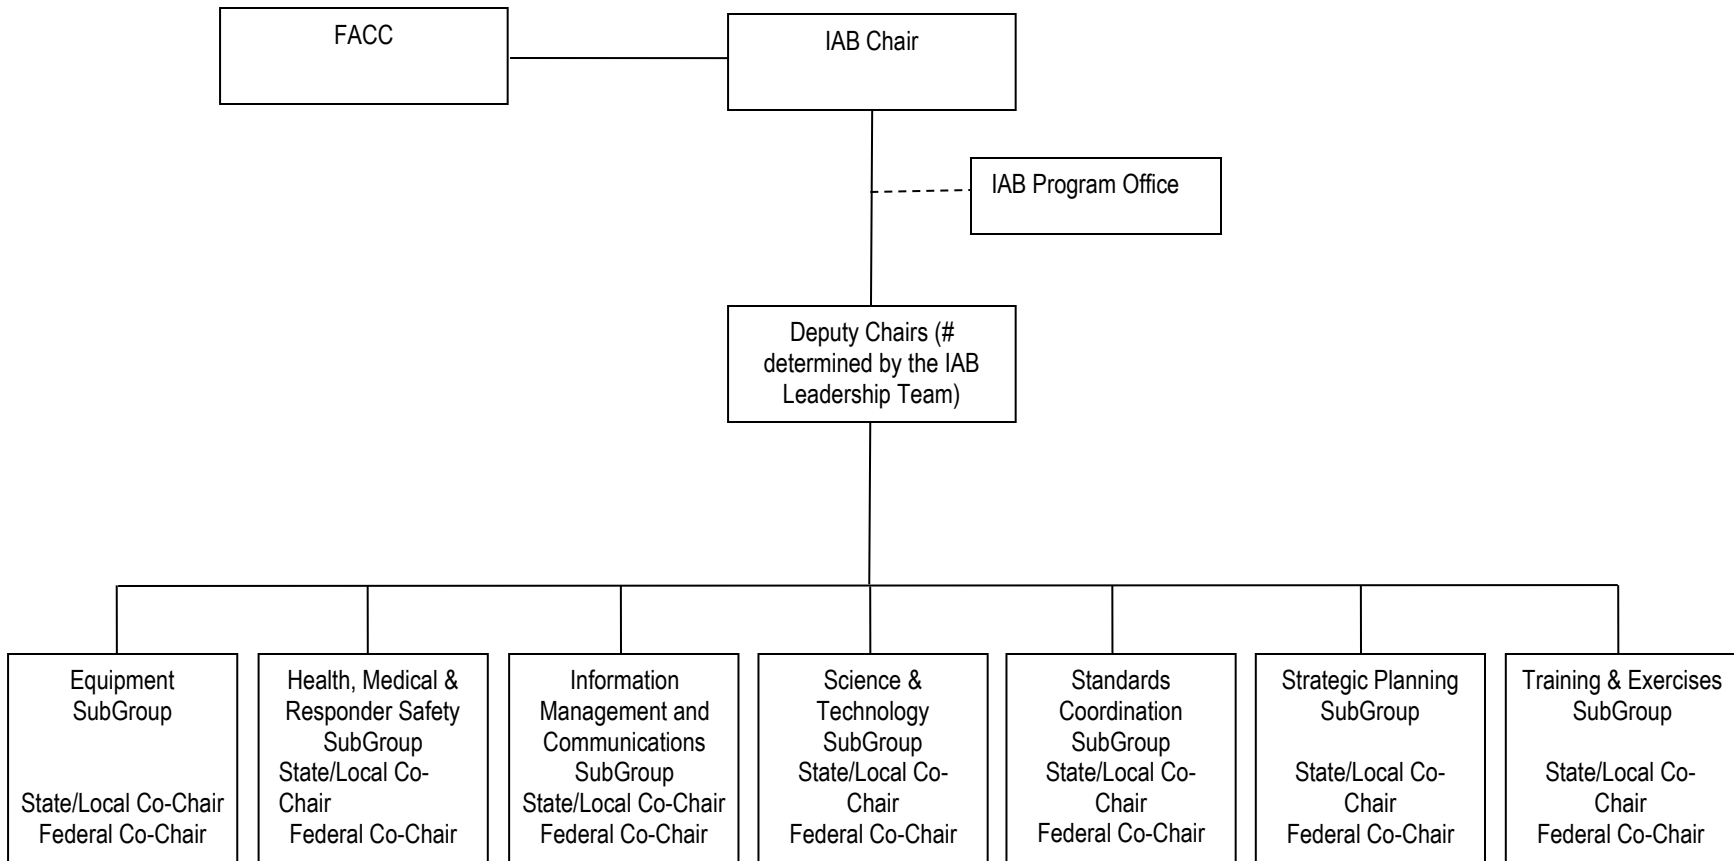 FACC
IAB Chair
IAB Program Office
Deputy Chairs (#
determined by the IAB
Leadership Team)
Equipment
SubGroup
State/Local Co-Chair
Federal Co-Chair
Health, Medical &
Responder Safety
SubGroup
State/Local Co-
Chair
Federal Co-Chair
Information
Management and
Communications
SubGroup
State/Local Co-Chair
Federal Co-Chair
Science &
Technology
SubGroup
State/Local Co-
Chair
Federal Co-Chair
Standards
Coordination
SubGroup
State/Local Co-
Chair
Federal Co-Chair
Strategic Planning
SubGroup
State/Local Co-
Chair
Federal Co-Chair
Training & Exercises
SubGroup
State/Local Co-
Chair
Federal Co-Chair